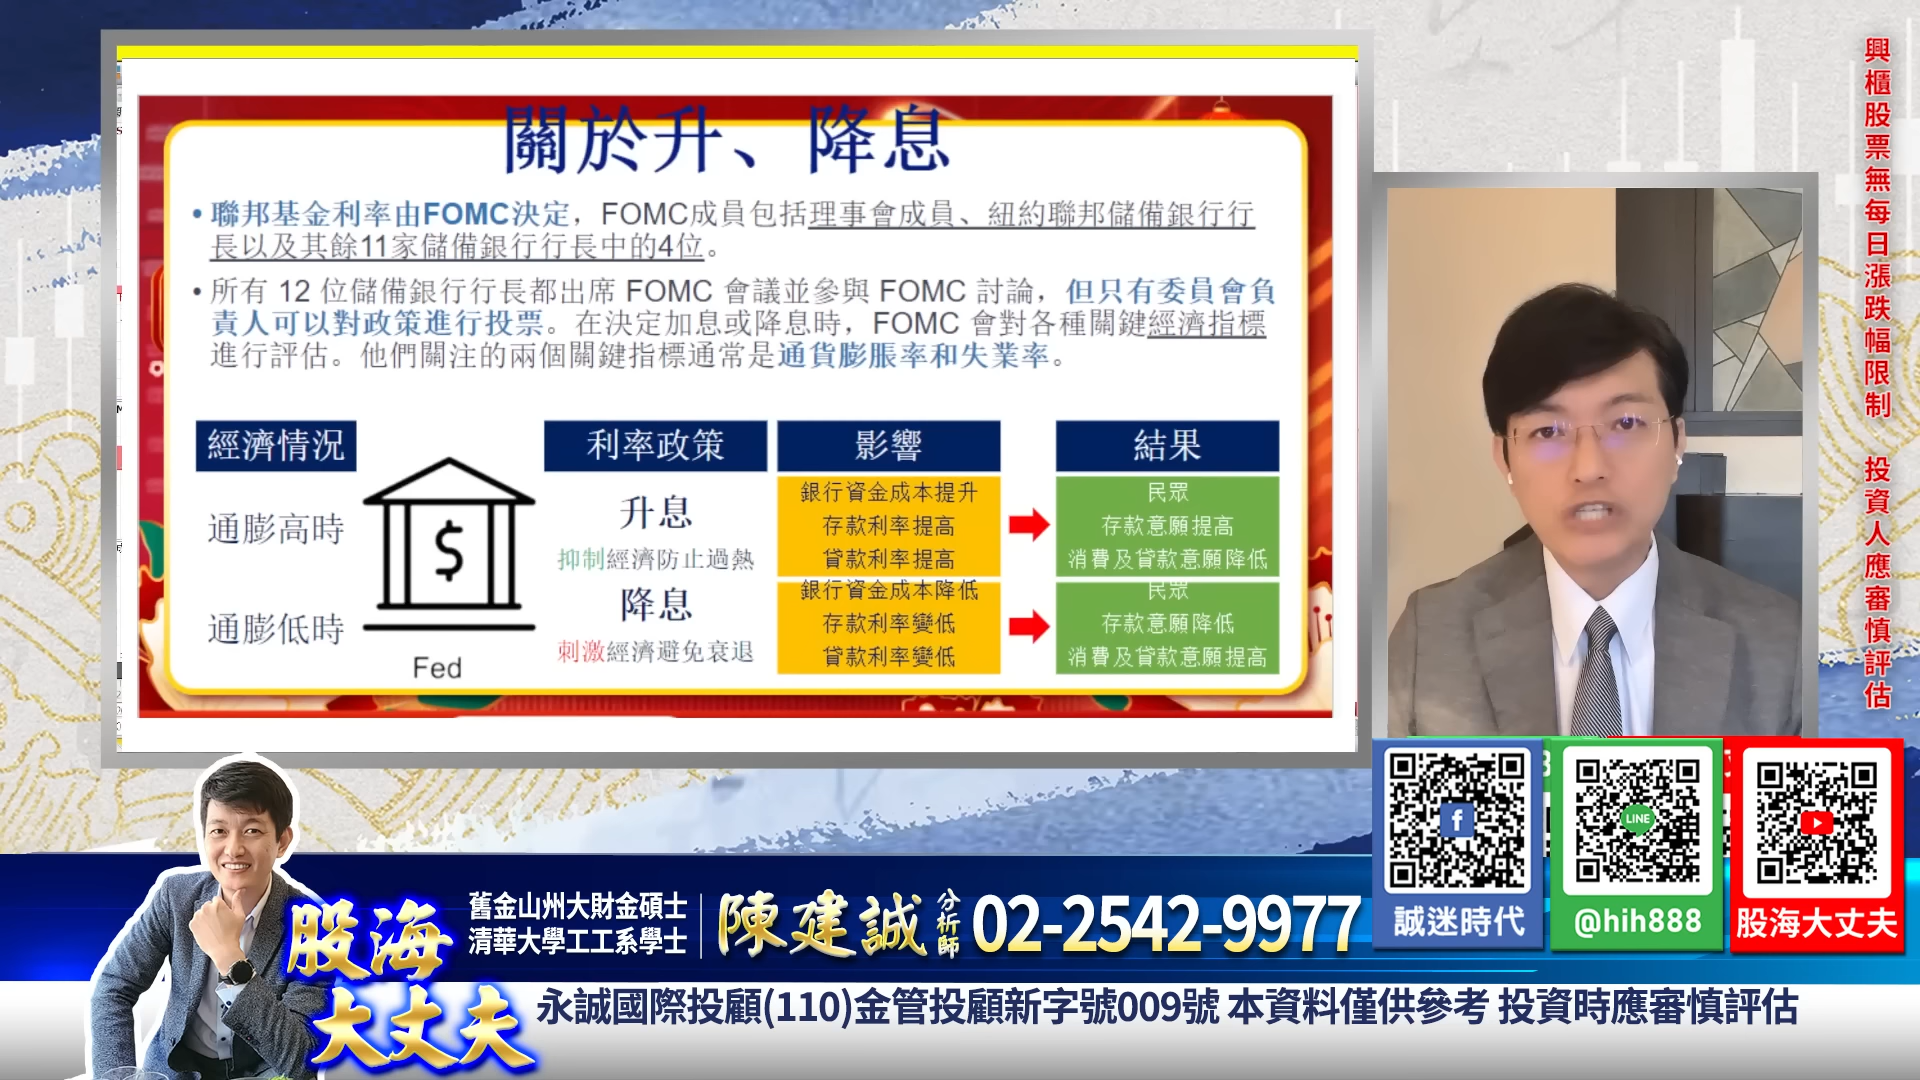 關於升、降息
• 聯邦基金利率由FOMC決定，FOMC成員包括理事會成員、紐約聯邦儲備銀行行
長以及其餘11家儲備銀行行長中的4位。
• 所有 12 位儲備銀行行長都出席 FOMC 會議並參與 FOMC 討論，但只有委員會負
責人可以對政策進行投票。在決定加息或降息時，FOMC 會對各種關鍵經濟指標
進行評估。他們關注的兩個關鍵指標通常是通貨膨脹率和失業率。
經濟情況
通膨高時
通膨低時
$
Fed
利率政策
升息
抑制經濟防止過熱
降息
刺激經濟避免衰退
影響
銀行資金成本提升
存款利率提高
貸款利率提高
銀行資金成本降低
存款利率變低
貸款利率變低
結果
民眾
存款意願提高
消費及貸款意願降低
民眾
存款意願降低
消費及貸款意願提高
興櫃股票無每日漲跌幅限制 投資人應審慎評估
股海
大丈夫
舊金山州大財金碩士
清華大學工工系學士
陳建誠
分析師
02-2542-9977
f
誠迷時代
LINE
@hih888
股海大丈夫
永誠國際投顧(110)金管投顧新字號009號 本資料僅供參考 投資時應審慎評估